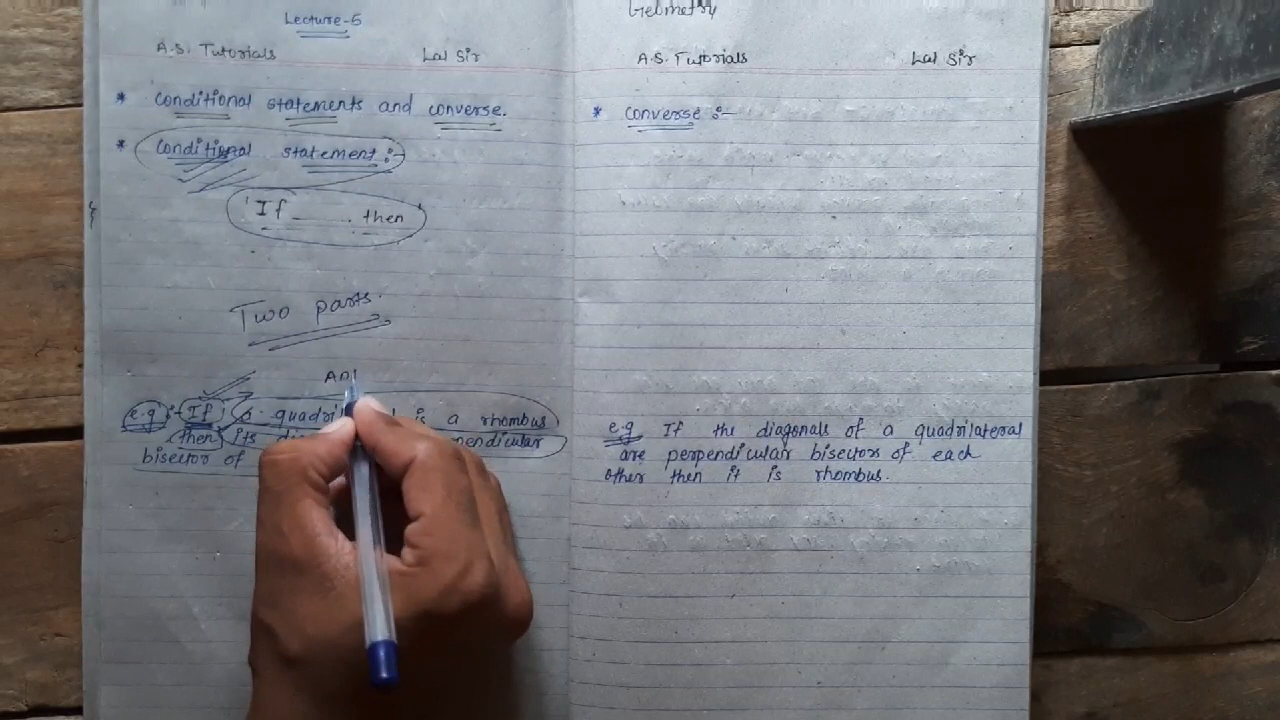 Lecture-5
A.S. Tutorials Lal Sir
* Conditional statements and converse.
* Conditional statement :-
'If ...... then'
Two parts.
An
e.g :- If a quadri is a rhombus
then its pendicular
bisector of
Geometry
A.S. Tutorials Lal Sir
* Converse :-
e.g If the diagonals of a quadrilateral
are perpendicular bisectors of each
other then it is rhombus.